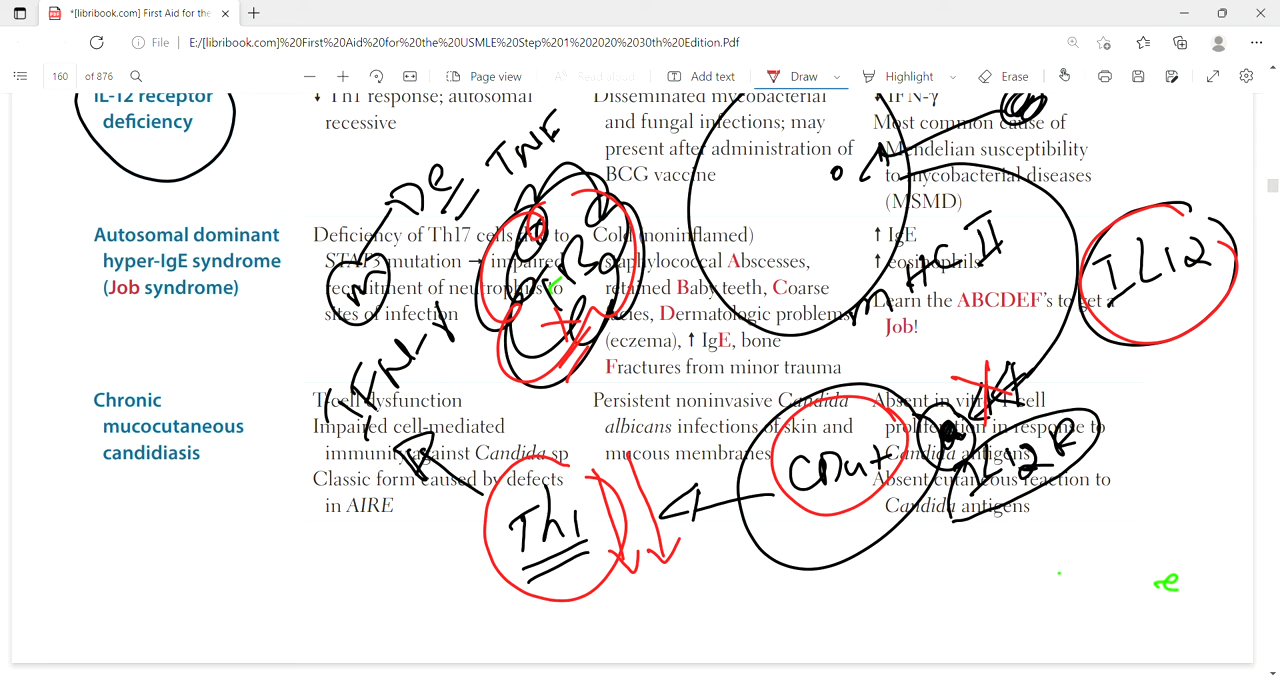 *[libribook.com] First Aid for the
File E:/[libribook.com]%20First%20Aid%20for%20the%20USMLE%20Step%201%202020%2030th%20Edition.Pdf
160 of 876 Page view Read aloud Add text Draw Highlight Erase
IL-12 receptor
deficiency
↓ Th1 response; autosomal
recessive
Disseminated mycobacterial
and fungal infections; may
present after administration of
BCG vaccine
↓ IFN-γ
Most common cause of
Mendelian susceptibility
to mycobacterial diseases
(MSMD)
Autosomal dominant
hyper-IgE syndrome
(Job syndrome)
Deficiency of Th17 cells due to
STAT3 mutation → impaired
recruitment of neutrophils to
sites of infection
Cold (noninflamed)
staphylococcal Abscesses,
retained Baby teeth, Coarse
facies, Dermatologic problems
(eczema), ↑ IgE, bone
Fractures from minor trauma
↑ IgE
↑ eosinophils
Learn the ABCDEF's to get a
Job!
Chronic
mucocutaneous
candidiasis
T-cell dysfunction
Impaired cell-mediated
immunity against Candida sp
Classic form caused by defects
in AIRE
Persistent noninvasive Candida
albicans infections of skin and
mucous membranes
Absent in vitro T-cell
proliferation in response to
Candida antigens
Absent cutaneous reaction to
Candida antigens
TNF
MHC II
IL12
IFN-γ
M
CD4+
IL12R
Th1